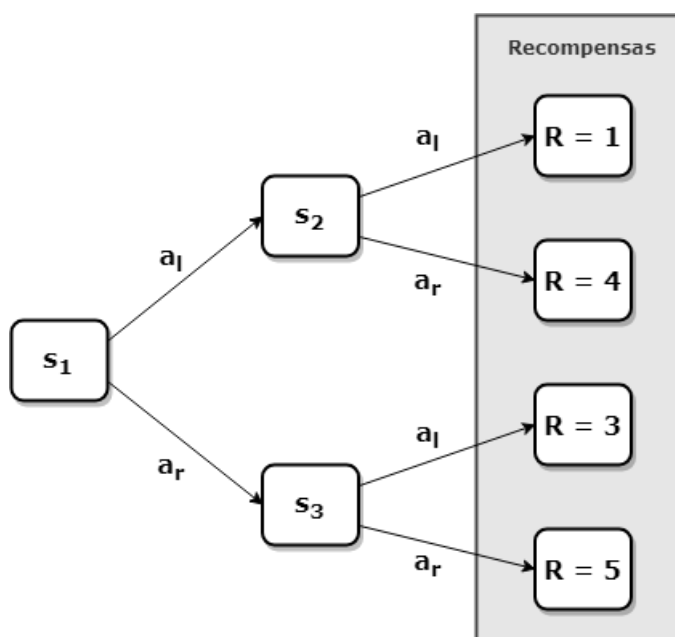 Recompensas
a_l
R = 1
s_2
a_l
a_r
R = 4
s_1
a_r
a_l
R = 3
s_3
a_r
R = 5